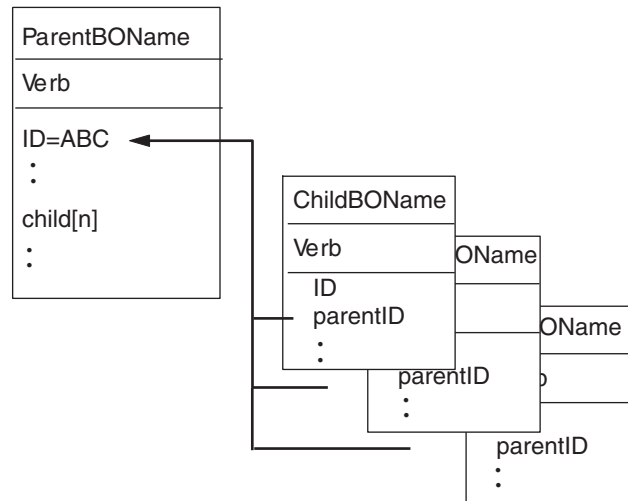 ParentBOName
Verb
ID=ABC
:
child[n]
:
ChildBOName
Verb
ID
parentID
:
OName
parentID
:
OName
parentID
: